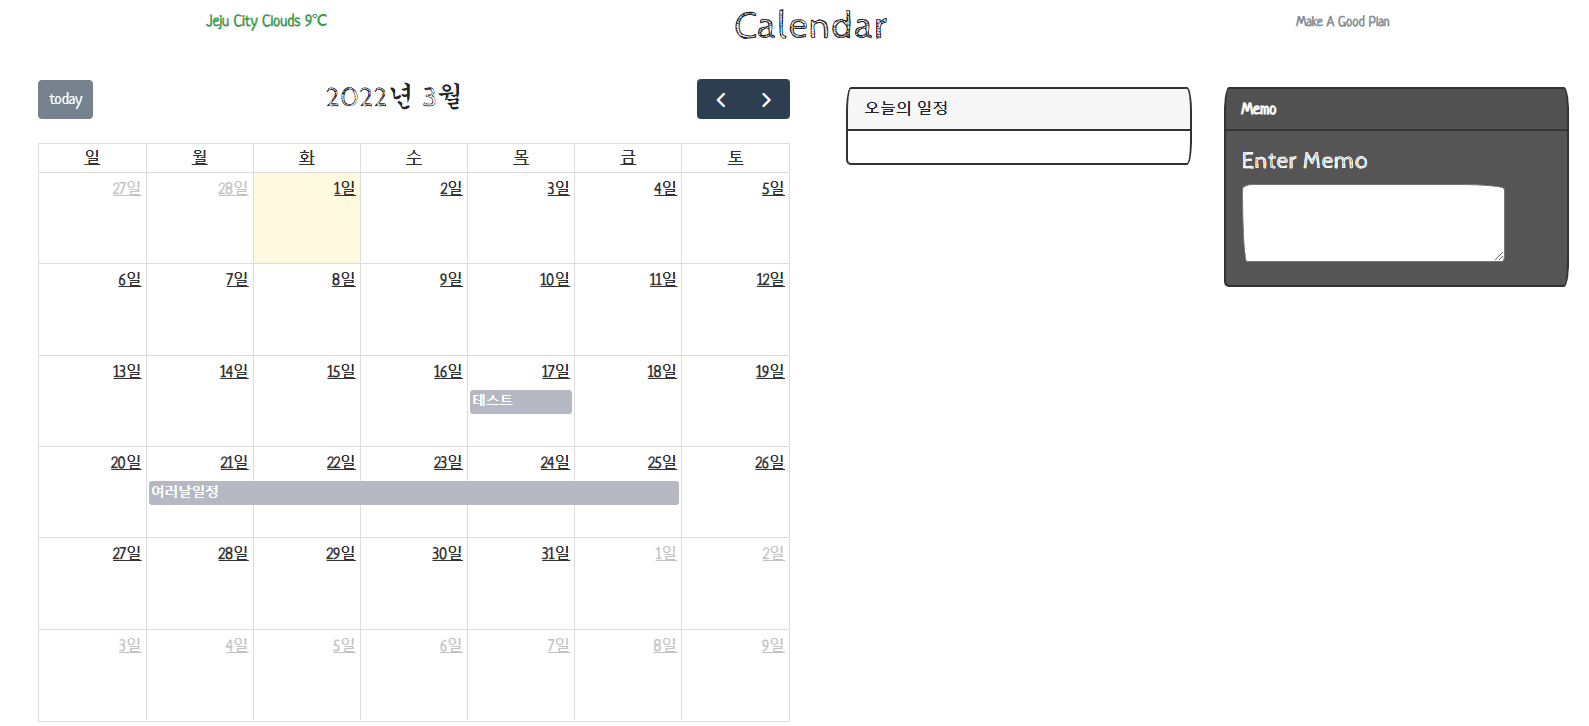 Jeju City Clouds 9°C
Calendar
Make A Good Plan
today
2022년 3월
일 월 화 수 목 금 토
27일 28일 1일 2일 3일 4일 5일
6일 7일 8일 9일 10일 11일 12일
13일 14일 15일 16일 17일 18일 19일
테스트
20일 21일 22일 23일 24일 25일 26일
여러날일정
27일 28일 29일 30일 31일 1일 2일
3일 4일 5일 6일 7일 8일 9일
오늘의 일정
Memo
Enter Memo